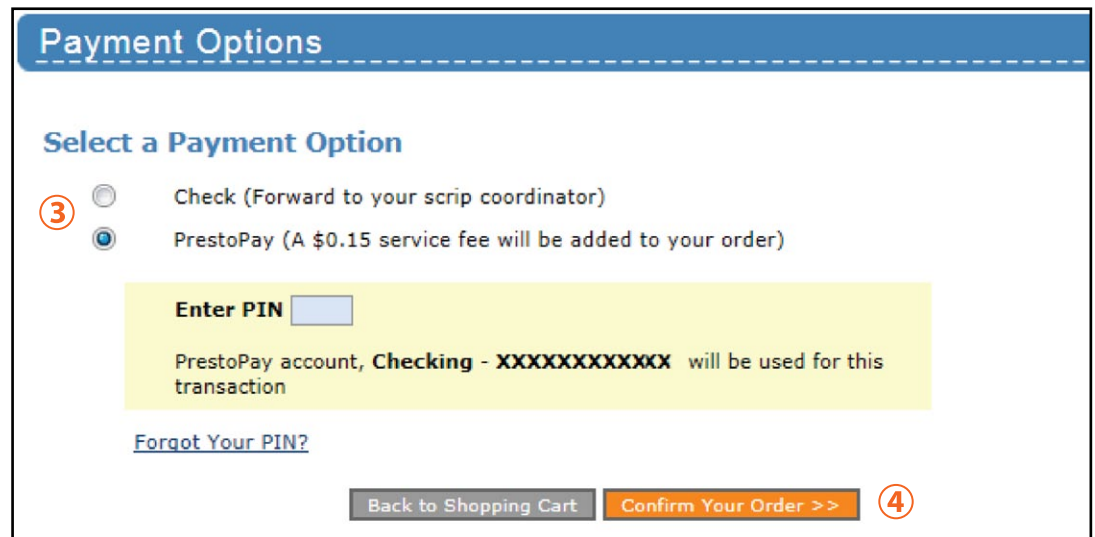 Payment Options
Select a Payment Option
③
Check (Forward to your scrip coordinator)
PrestoPay (A $0.15 service fee will be added to your order)
Enter PIN
PrestoPay account, Checking - XXXXXXXXXXXX will be used for this
transaction
Forgot Your PIN?
Back to Shopping Cart Confirm Your Order >> ④